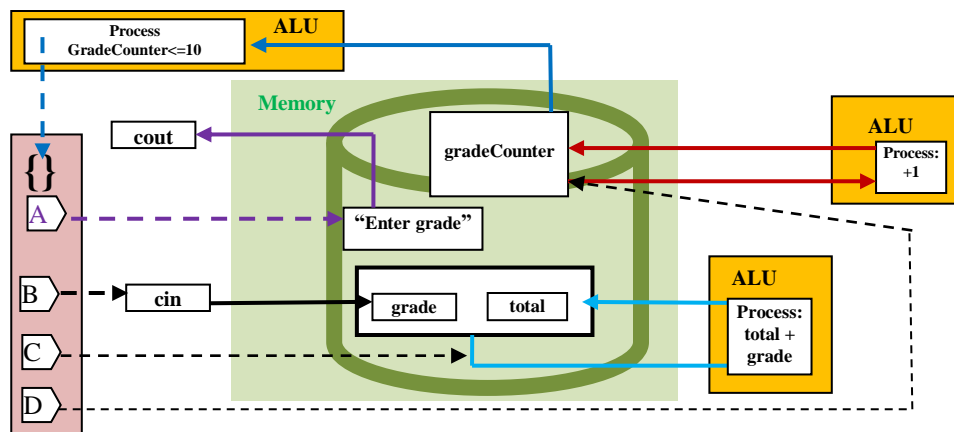 Process
GradeCounter<=10
ALU
Memory
cout
gradeCounter
ALU
Process:
+1
{}
A
“Enter grade”
B
cin
grade
total
ALU
Process:
total +
grade
C
D